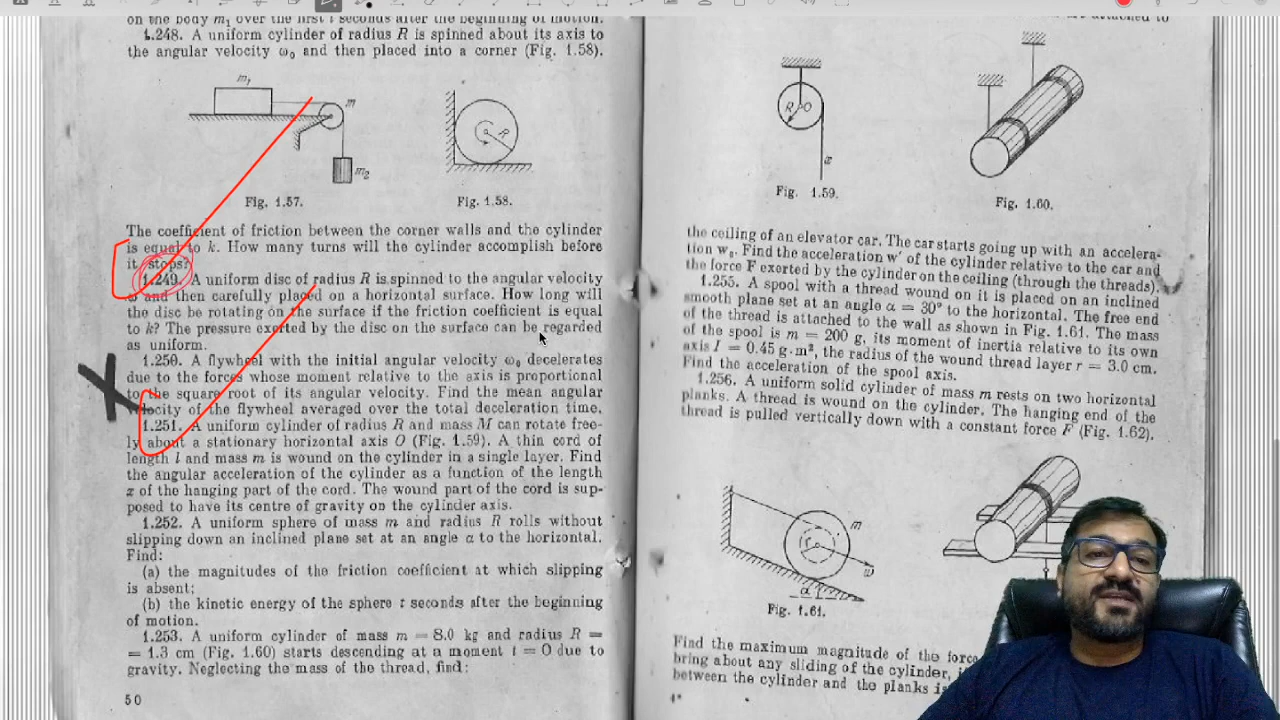 on the body m₁ over the first t seconds after the beginning of motion.
1.248. A uniform cylinder of radius R is spinned about its axis to
the angular velocity ω₀ and then placed into a corner (Fig. 1.58).
m₁
m
m₂
R
Fig. 1.57.
Fig. 1.58.
The coefficient of friction between the corner walls and the cylinder
is equal to k. How many turns will the cylinder accomplish before
it stops?
1.249. A uniform disc of radius R is spinned to the angular velocity
ω and then carefully placed on a horizontal surface. How long will
the disc be rotating on the surface if the friction coefficient is equal
to k? The pressure exerted by the disc on the surface can be regarded
as uniform.
1.250. A flywheel with the initial angular velocity ω₀ decelerates
due to the forces whose moment relative to the axis is proportional
to the square root of its angular velocity. Find the mean angular
velocity of the flywheel averaged over the total deceleration time.
1.251. A uniform cylinder of radius R and mass M can rotate free-
ly about a stationary horizontal axis O (Fig. 1.59). A thin cord of
length l and mass m is wound on the cylinder in a single layer. Find
the angular acceleration of the cylinder as a function of the length
x of the hanging part of the cord. The wound part of the cord is sup-
posed to have its centre of gravity on the cylinder axis.
1.252. A uniform sphere of mass m and radius R rolls without
slipping down an inclined plane set at an angle α to the horizontal.
Find:
(a) the magnitudes of the friction coefficient at which slipping
is absent;
(b) the kinetic energy of the sphere t seconds after the beginning
of motion.
1.253. A uniform cylinder of mass m = 8.0 kg and radius R =
= 1.3 cm (Fig. 1.60) starts descending at a moment t = 0 due to
gravity. Neglecting the mass of the thread, find:
50
attached to
R O
x
Fig. 1.59.
Fig. 1.60.
the ceiling of an elevator car. The car starts going up with an accelera-
tion w₀. Find the acceleration w' of the cylinder relative to the car and
the force F exerted by the cylinder on the ceiling (through the threads).
1.255. A spool with a thread wound on it is placed on an inclined
smooth plane set at an angle α = 30° to the horizontal. The free end
of the thread is attached to the wall as shown in Fig. 1.61. The mass
of the spool is m = 200 g, its moment of inertia relative to its own
axis I = 0.45 g·m², the radius of the wound thread layer r = 3.0 cm.
Find the acceleration of the spool axis.
1.256. A uniform solid cylinder of mass m rests on two horizontal
planks. A thread is wound on the cylinder. The hanging end of the
thread is pulled vertically down with a constant force F (Fig. 1.62).
m
r
w
α
Fig. 1.61.
Find the maximum magnitude of the force
bring about any sliding of the cylinder,
between the cylinder and the planks is
4*